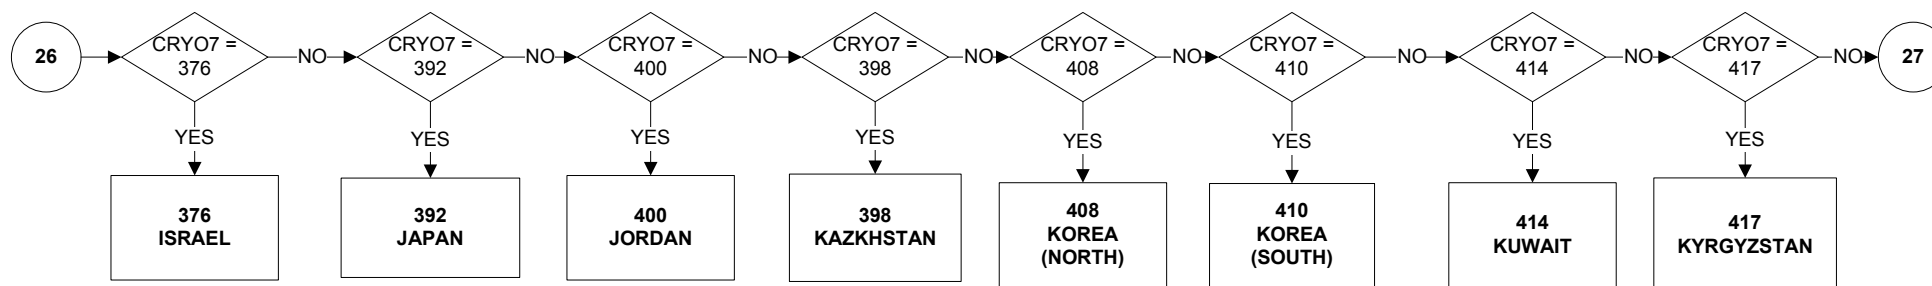 26
CRYO7 =
376
NO
CRYO7 =
392
NO
CRYO7 =
400
NO
CRYO7 =
398
NO
CRYO7 =
408
NO
CRYO7 =
410
NO
CRYO7 =
414
NO
CRYO7 =
417
NO
27
YES
YES
YES
YES
YES
YES
YES
YES
376
ISRAEL
392
JAPAN
400
JORDAN
398
KAZKHSTAN
408
KOREA
(NORTH)
410
KOREA
(SOUTH)
414
KUWAIT
417
KYRGYZSTAN